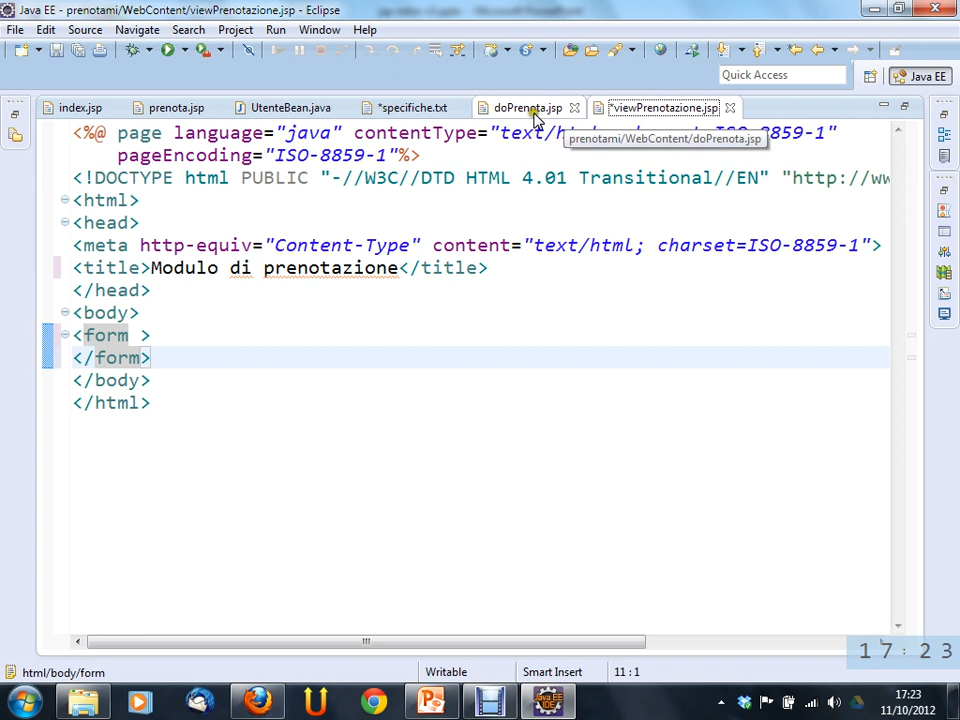 Java EE - prenotami/WebContent/viewPrenotazione.jsp - Eclipse
File Edit Source Navigate Search Project Run Window Help
Quick Access
Java EE
index.jsp prenota.jsp UtenteBean.java *specifiche.txt doPrenota.jsp *viewPrenotazione.jsp
<%@ page language="java" contentType="text/html; charset=ISO-8859-1"
prenotami/WebContent/doPrenota.jsp
pageEncoding="ISO-8859-1"%>
<!DOCTYPE html PUBLIC "-//W3C//DTD HTML 4.01 Transitional//EN" "http://ww
<html>
<head>
<meta http-equiv="Content-Type" content="text/html; charset=ISO-8859-1">
<title>Modulo di prenotazione</title>
</head>
<body>
<form >
</form>
</body>
</html>
17:23
html/body/form Writable Smart Insert 11 : 1
17:23
11/10/2012